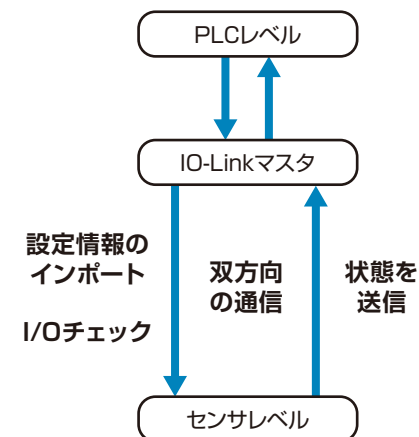 PLCレベル
IO-Linkマスタ
設定情報の
インポート
I/Oチェック
双方向
の通信
状態を
送信
センサレベル